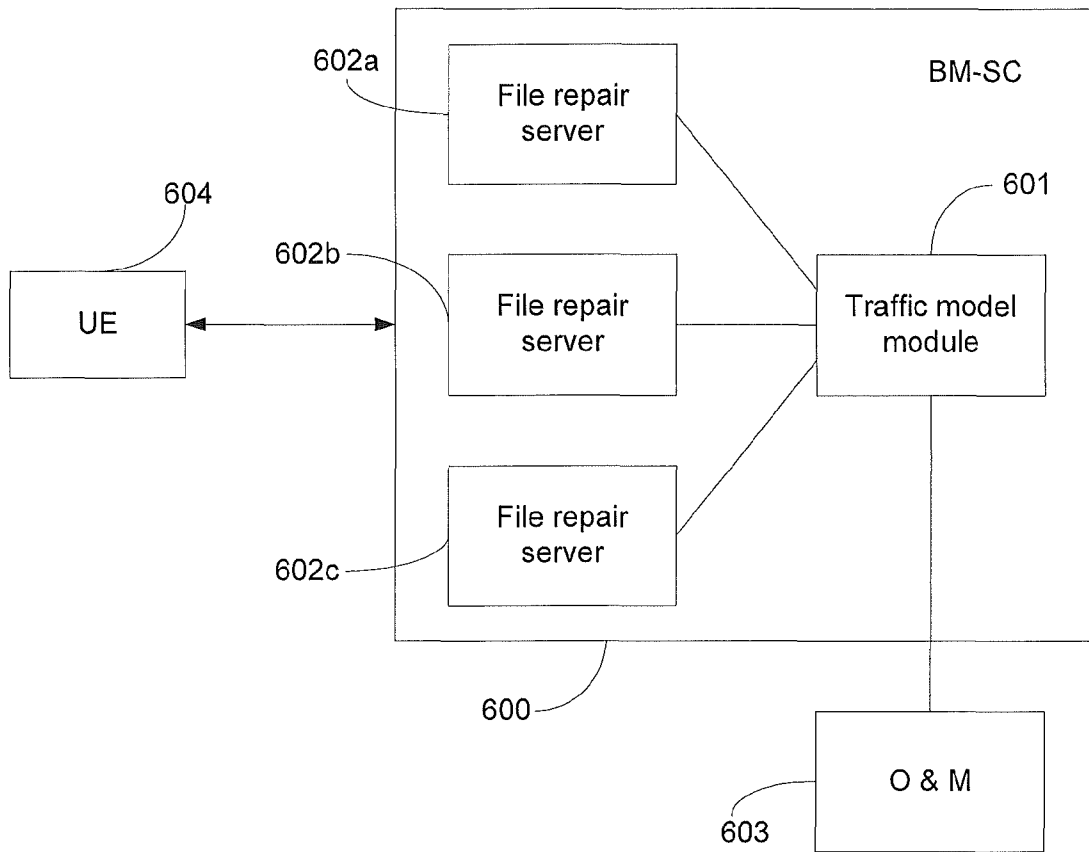 602a
File repair
server
BM-SC
604
601
602b
UE
File repair
server
Traffic model
module
602c
File repair
server
600
O & M
603